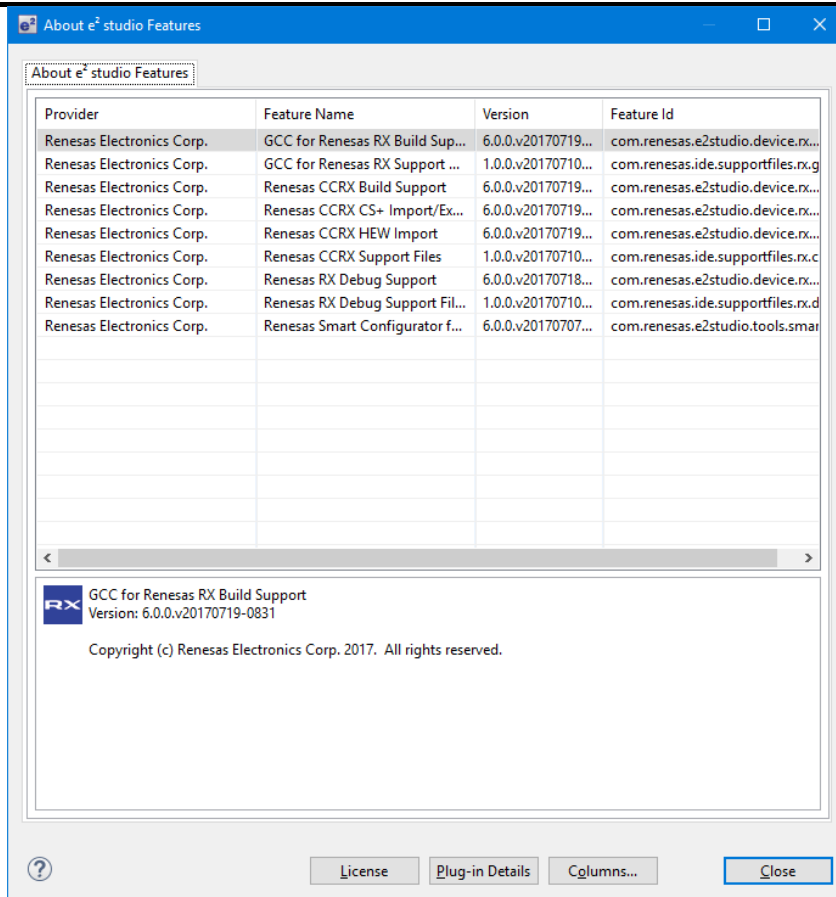 e² About e² studio Features
About e² studio Features
Provider Feature Name Version Feature Id
Renesas Electronics Corp. GCC for Renesas RX Build Sup... 6.0.0.v20170719... com.renesas.e2studio.device.rx...
Renesas Electronics Corp. GCC for Renesas RX Support ... 1.0.0.v20170710... com.renesas.ide.supportfiles.rx.g
Renesas Electronics Corp. Renesas CCRX Build Support 6.0.0.v20170719... com.renesas.e2studio.device.rx...
Renesas Electronics Corp. Renesas CCRX CS+ Import/Ex... 6.0.0.v20170719... com.renesas.e2studio.device.rx...
Renesas Electronics Corp. Renesas CCRX HEW Import 6.0.0.v20170719... com.renesas.e2studio.device.rx...
Renesas Electronics Corp. Renesas CCRX Support Files 1.0.0.v20170710... com.renesas.ide.supportfiles.rx.c
Renesas Electronics Corp. Renesas RX Debug Support 6.0.0.v20170718... com.renesas.e2studio.device.rx...
Renesas Electronics Corp. Renesas RX Debug Support Fil... 1.0.0.v20170710... com.renesas.ide.supportfiles.rx.d
Renesas Electronics Corp. Renesas Smart Configurator f... 6.0.0.v20170707... com.renesas.e2studio.tools.smar
RX GCC for Renesas RX Build Support
Version: 6.0.0.v20170719-0831
Copyright (c) Renesas Electronics Corp. 2017. All rights reserved.
? License Plug-in Details Columns... Close